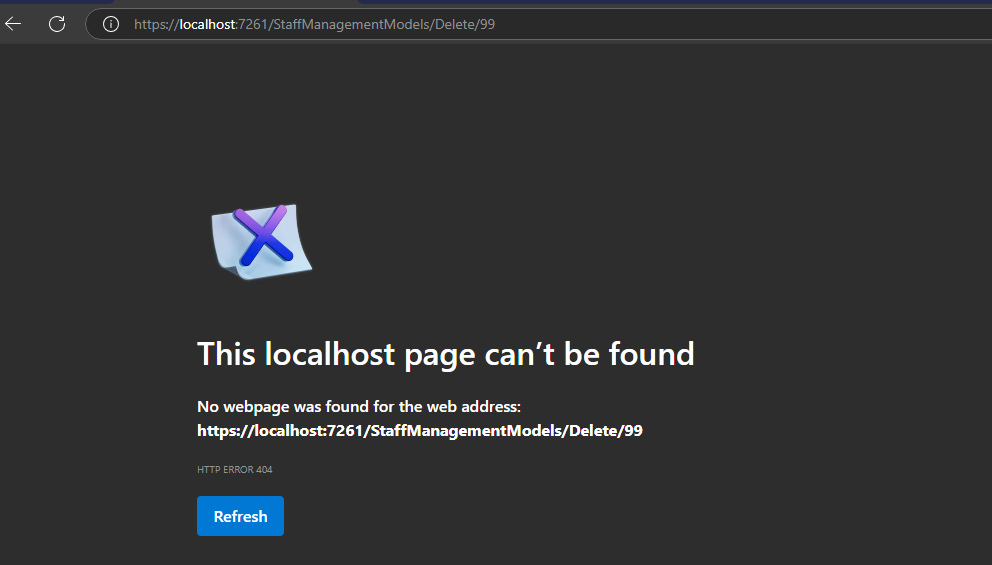 https://localhost:7261/StaffManagementModels/Delete/99
This localhost page can’t be found
No webpage was found for the web address:
https://localhost:7261/StaffManagementModels/Delete/99
HTTP ERROR 404
Refresh